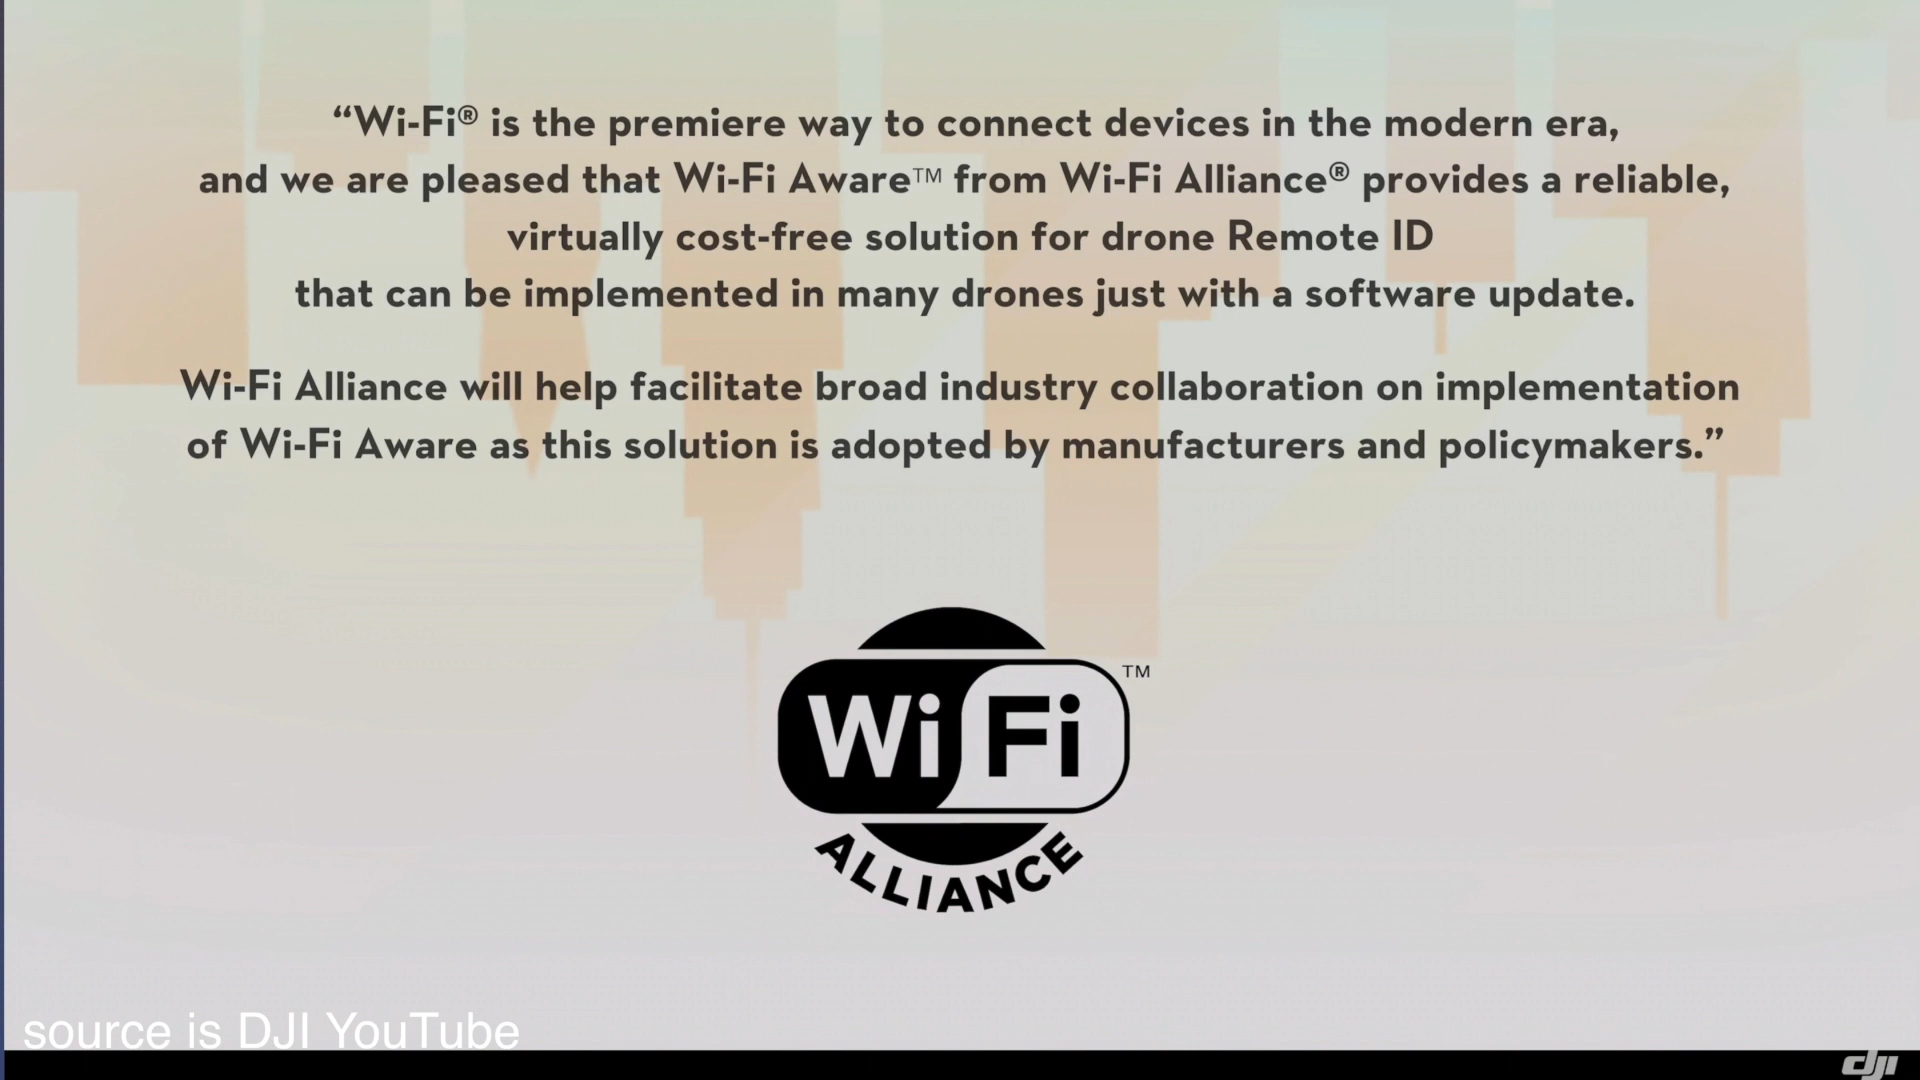 “Wi-Fi® is the premiere way to connect devices in the modern era,
and we are pleased that Wi-Fi Aware™ from Wi-Fi Alliance® provides a reliable,
virtually cost-free solution for drone Remote ID
that can be implemented in many drones just with a software update.
Wi-Fi Alliance will help facilitate broad industry collaboration on implementation
of Wi-Fi Aware as this solution is adopted by manufacturers and policymakers.”
Wi Fi ™
ALLIANCE
source is DJI YouTube
dji